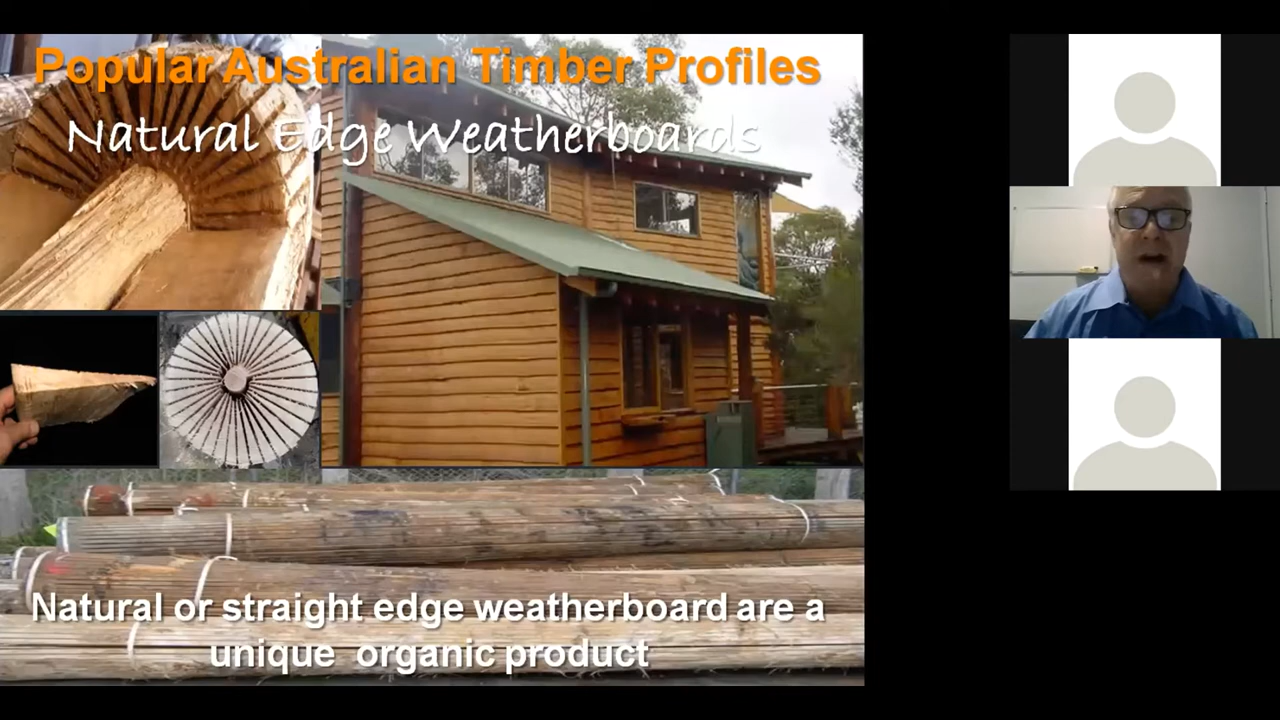 Popular Australian Timber Profiles
Natural Edge Weatherboards
Natural or straight edge weatherboard are a
unique organic product